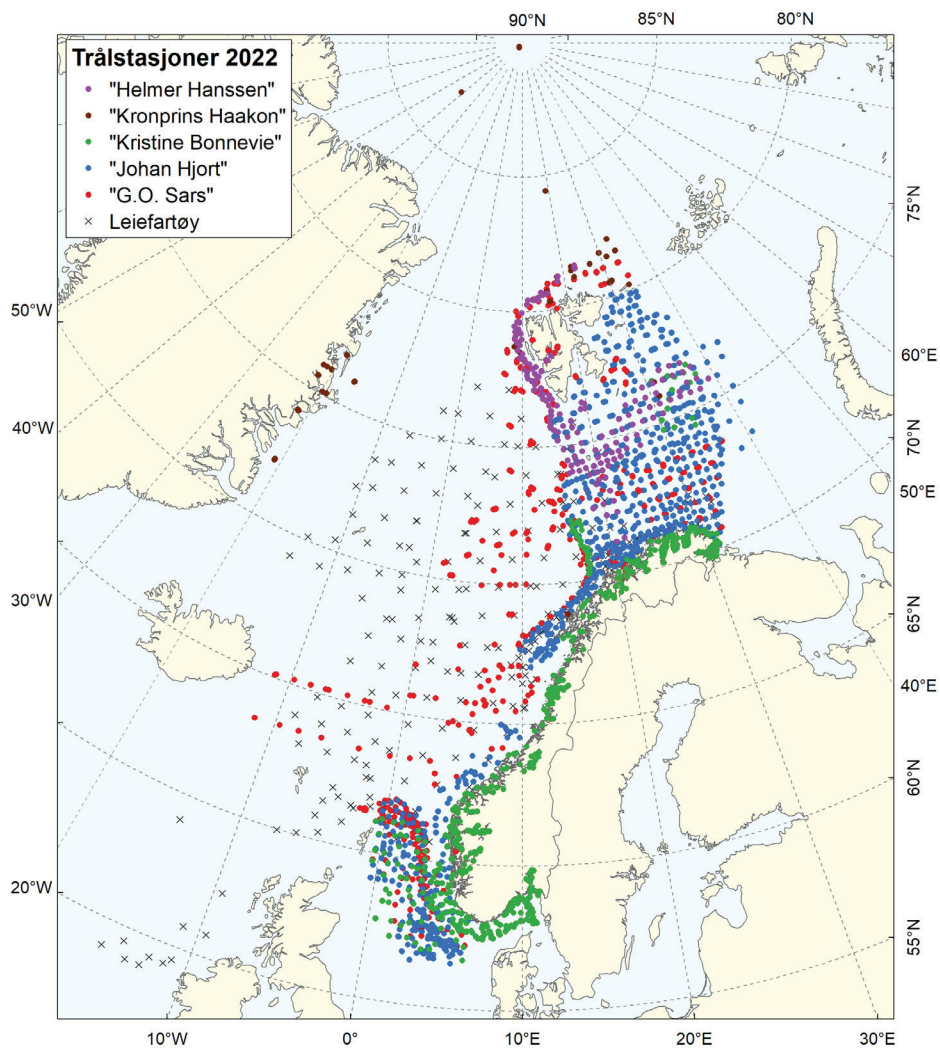 90°N
85°N
80°N
Trålstasjoner 2022
"Helmer Hanssen"
"Kronprins Haakon"
"Kristine Bonnevie"
"Johan Hjort"
"G.O. Sars"
Leiefartøy
75°N
50°W
60°E
40°W
70°N
50°E
30°W
65°N
40°E
60°N
20°W
55°N
10°W
0°
10°E
20°E
30°E